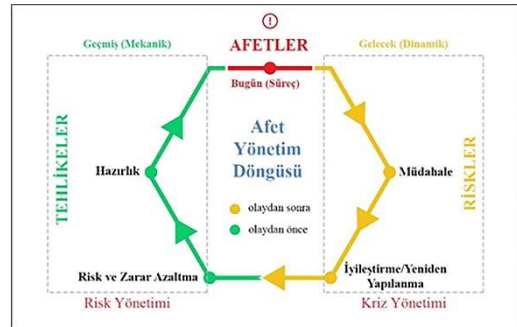 !
AFETLER
Geçmiş (Mekanik)
Gelecek (Dinamik)
Bugün (Süreç)
TEHLİKELER
RİSKLER
Afet
Yönetim
Döngüsü
Hazırlık
Müdahale
olaydan sonra
olaydan önce
Risk ve Zarar Azaltma
İyileştirme/Yeniden
Yapılanma
Risk Yönetimi
Kriz Yönetimi